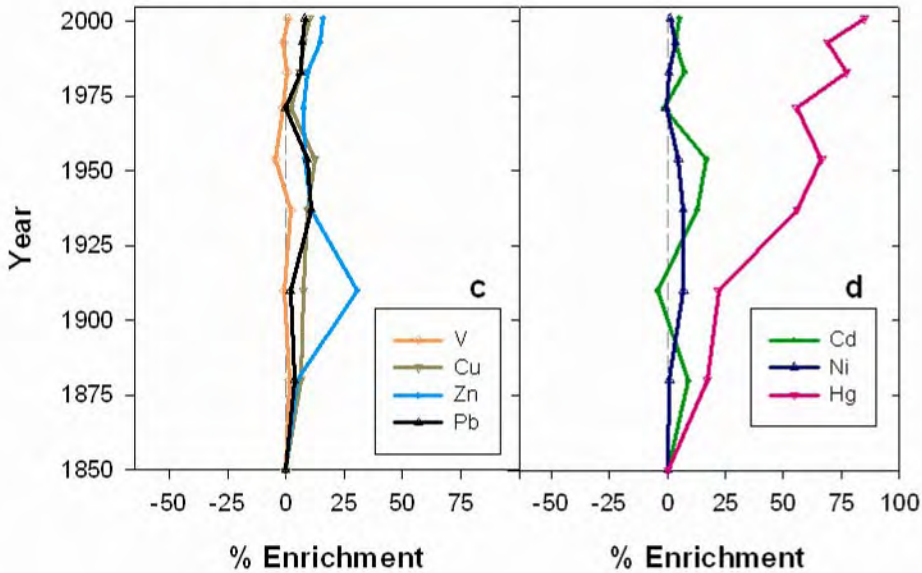 2000
1975
1950
1925
1900
1875
1850
Year
c
V
Cu
Zn
Pb
-50 -25 0 25 50 75
% Enrichment
d
Cd
Ni
Hg
-50 -25 0 25 50 75 100
% Enrichment